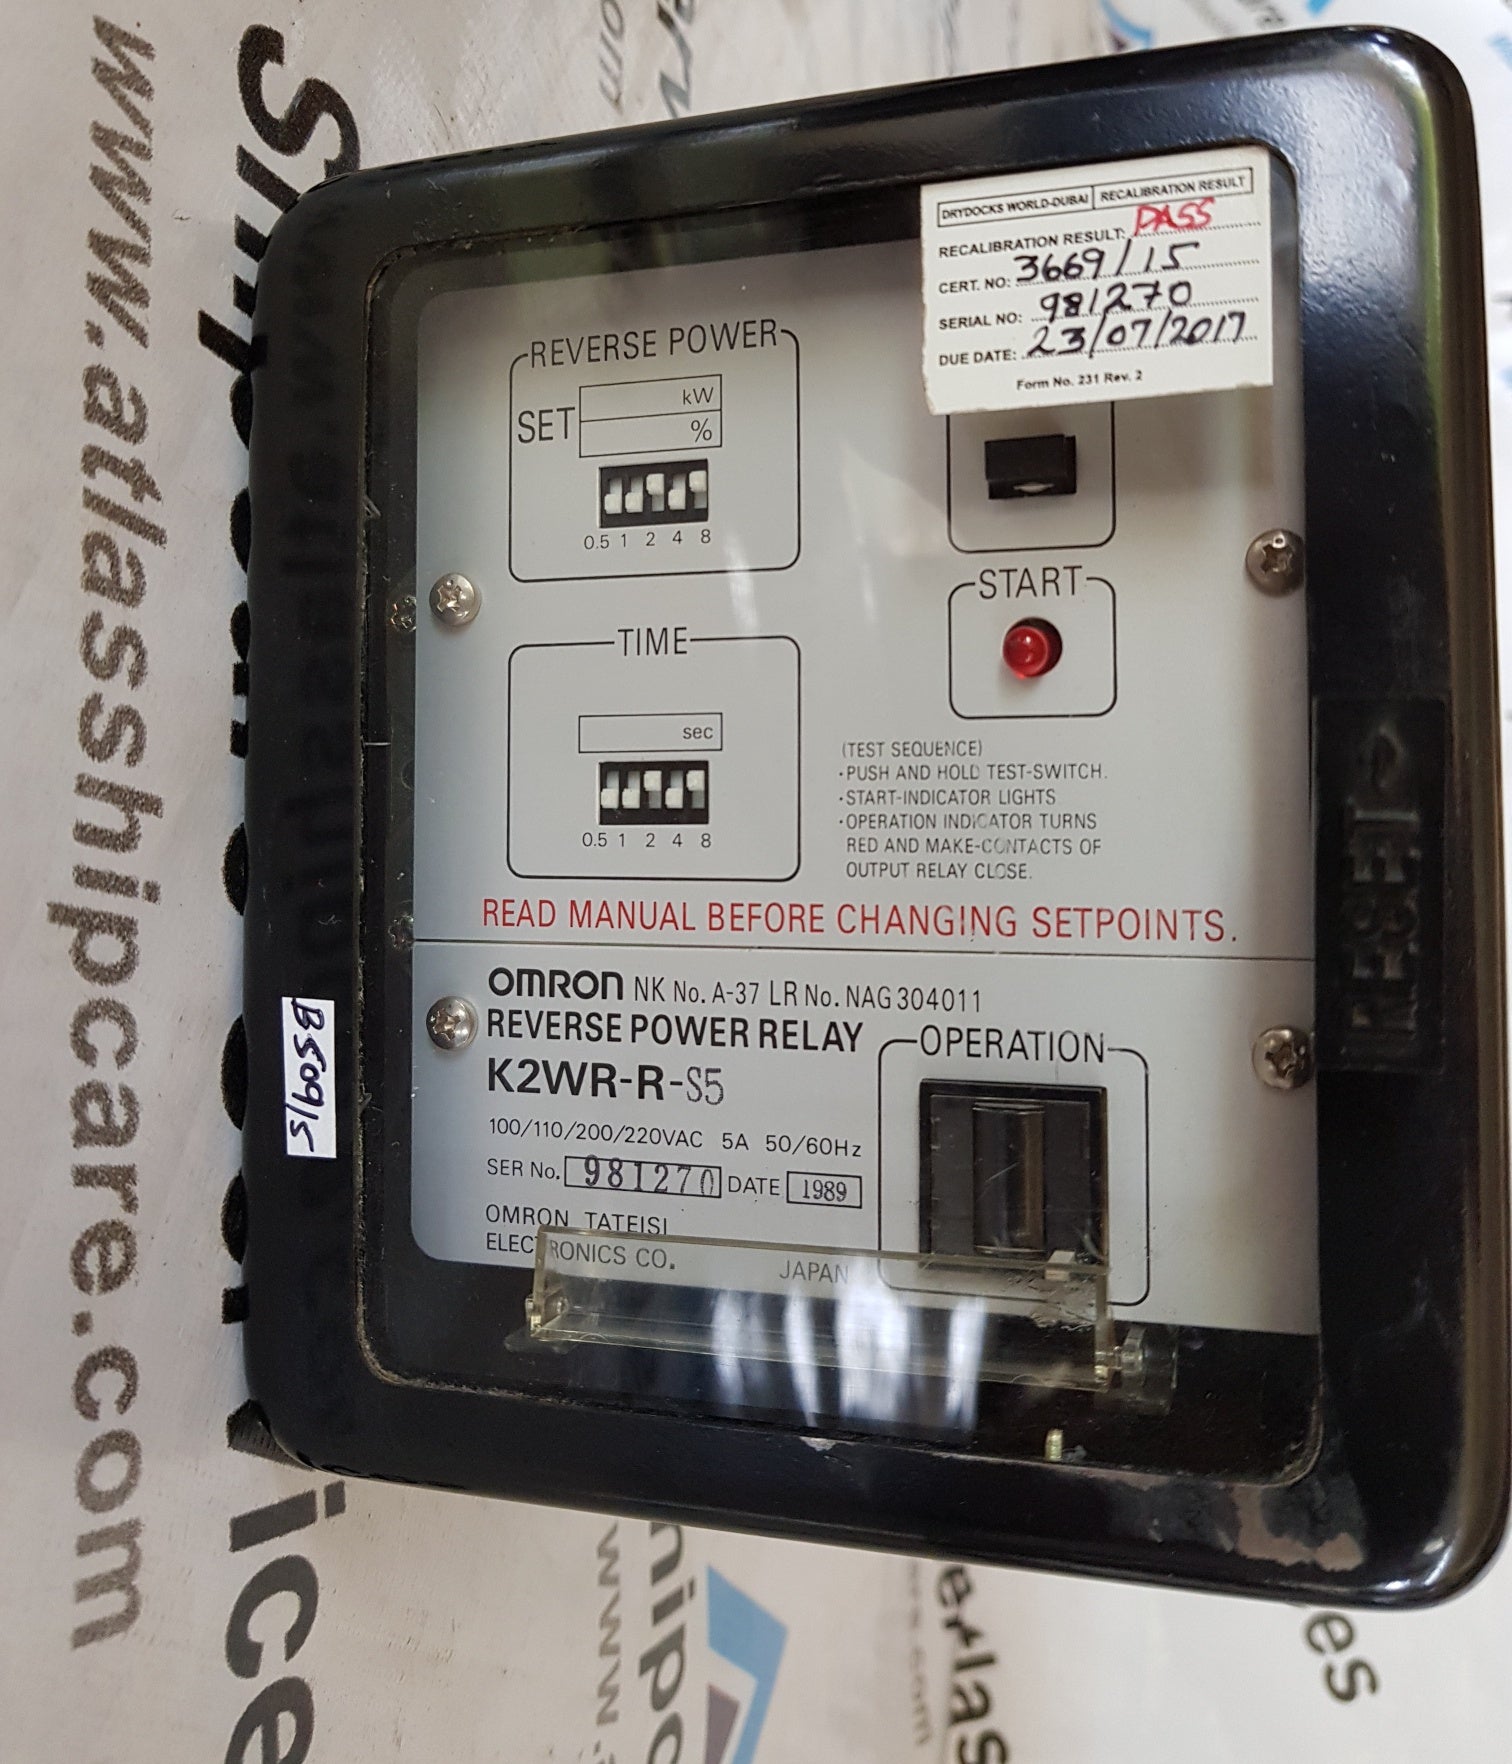 DRYDOCKS WORLD-DUBAI RECALIBRATION RESULT
RECALIBRATION RESULT: PASS
CERT. NO: 3669/15
SERIAL NO: 981270
DUE DATE: 23/07/2017
Form No. 231 Rev. 2
REVERSE POWER
SET kW
%
0.5 1 2 4 8
START
TIME
sec
0.5 1 2 4 8
(TEST SEQUENCE)
·PUSH AND HOLD TEST-SWITCH.
·START-INDICATOR LIGHTS
·OPERATION INDICATOR TURNS
RED AND MAKE-CONTACTS OF
OUTPUT RELAY CLOSE.
READ MANUAL BEFORE CHANGING SETPOINTS.
OMRON NK No. A-37 LR No. NAG 304011
REVERSE POWER RELAY
K2WR-R-S5
OPERATION
100/110/200/220VAC 5A 50/60Hz
SER No. 981270 DATE 1989
OMRON TATEISI
ELECTRONICS CO. JAPAN
RESET
B509/5
www.atlasshipcare.com